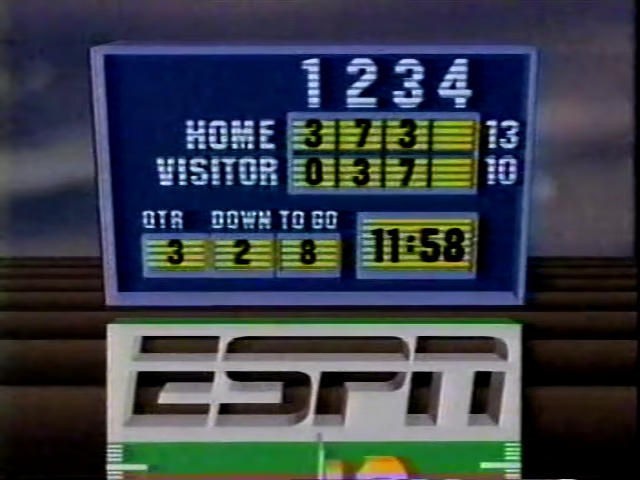 1 2 3 4
HOME 3 7 3 13
VISITOR 0 3 7 10
QTR DOWN TO GO
3 2 8 11:58
ESPN